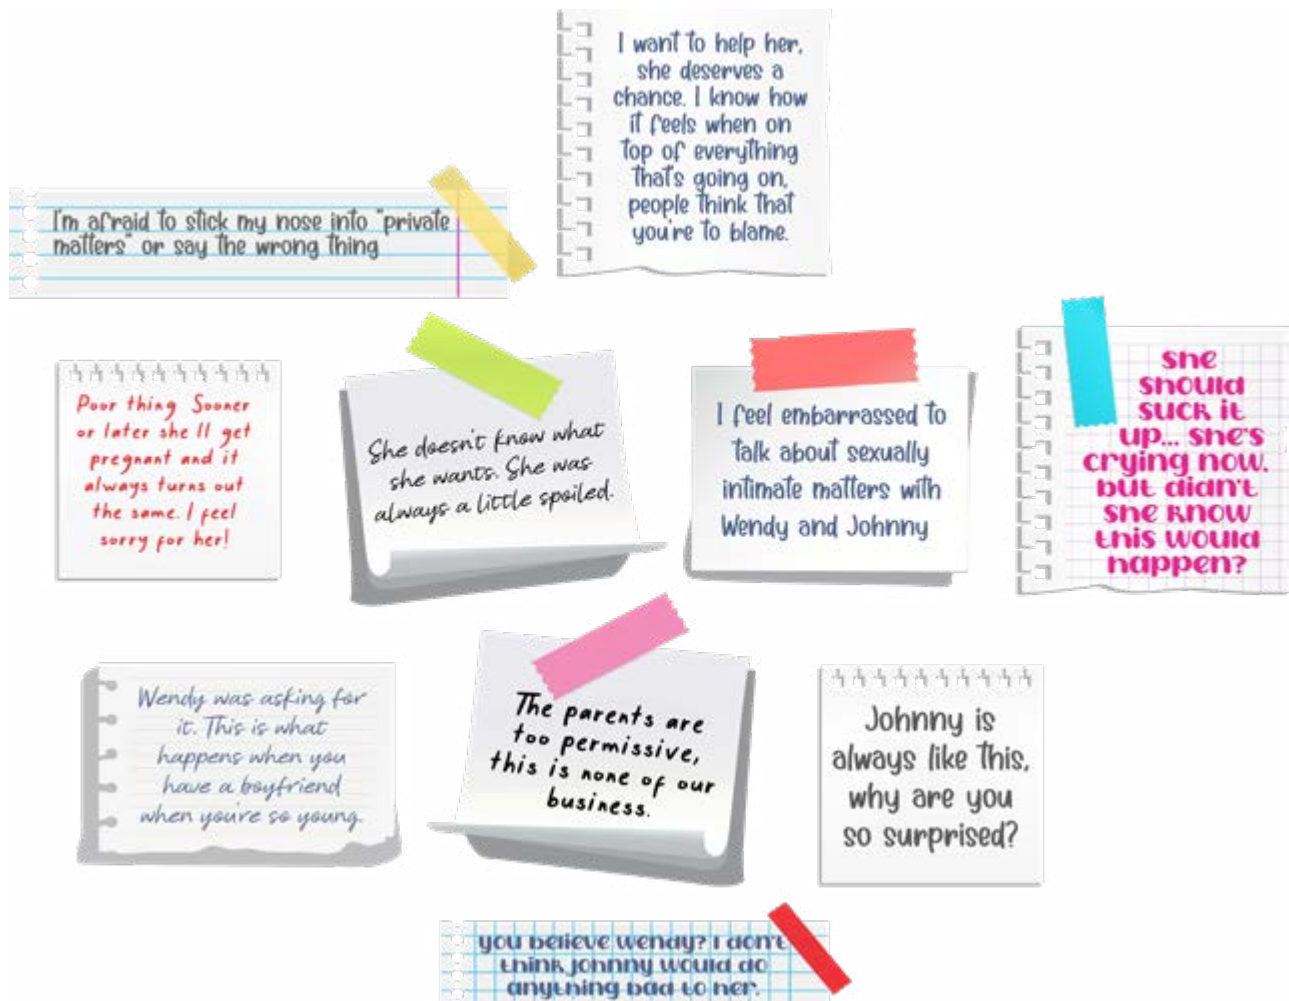 I want to help her,
she deserves a
chance. I know how
it feels when on
top of everything
that's going on,
people think that
you're to blame.
I'm afraid to stick my nose into "private
matters" or say the wrong thing
Poor thing Sooner
or later she ll get
pregnant and it
always turns out
the same. I feel
sorry for her!
She doesn't know what
she wants. She was
always a little spoiled.
I feel embarrassed to
talk about sexually
intimate matters with
Wendy and Johnny
she
should
suck it
up... she's
crying now.
but didn't
she know
this would
happen?
Wendy was asking for
it. This is what
happens when you
have a boyfriend
when you're so young.
The parents are
too permissive,
this is none of our
business.
Johnny is
always like this,
why are you
so surprised?
you believe wendy? I don't
think johnny would do
anything bad to her.